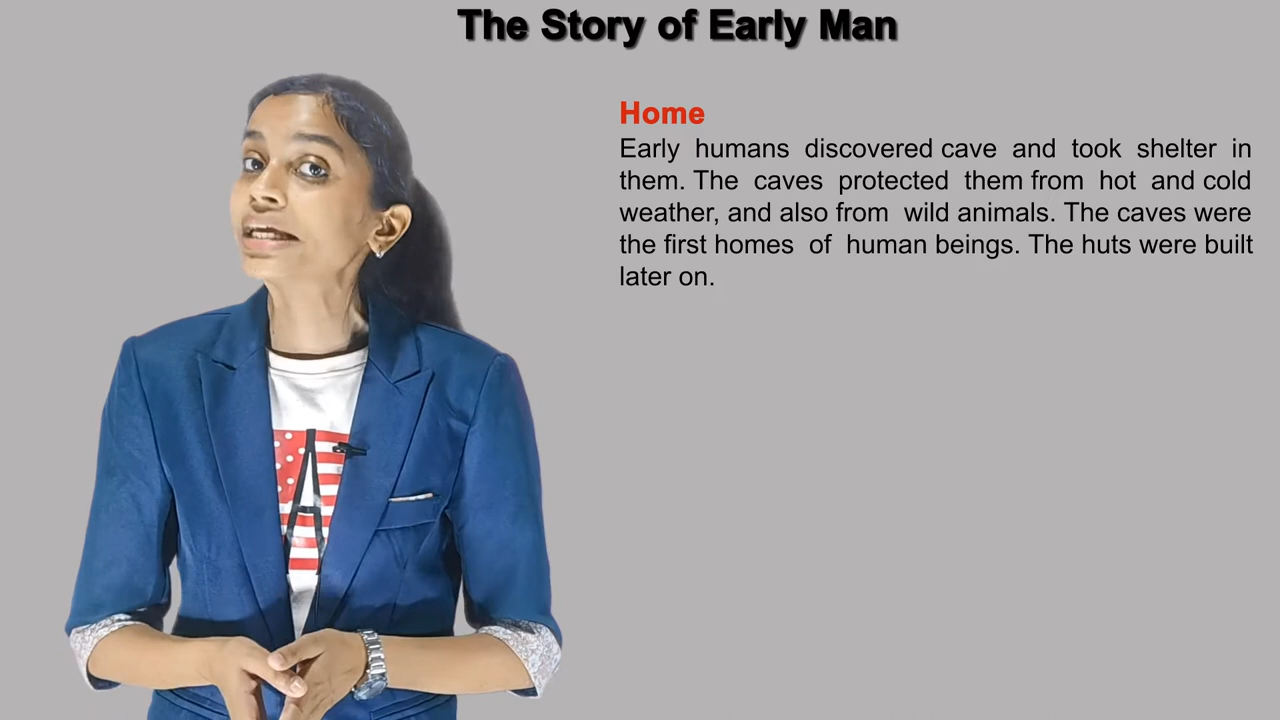 The Story of Early Man
Home
Early humans discovered cave and took shelter in
them. The caves protected them from hot and cold
weather, and also from wild animals. The caves were
the first homes of human beings. The huts were built
later on.
A